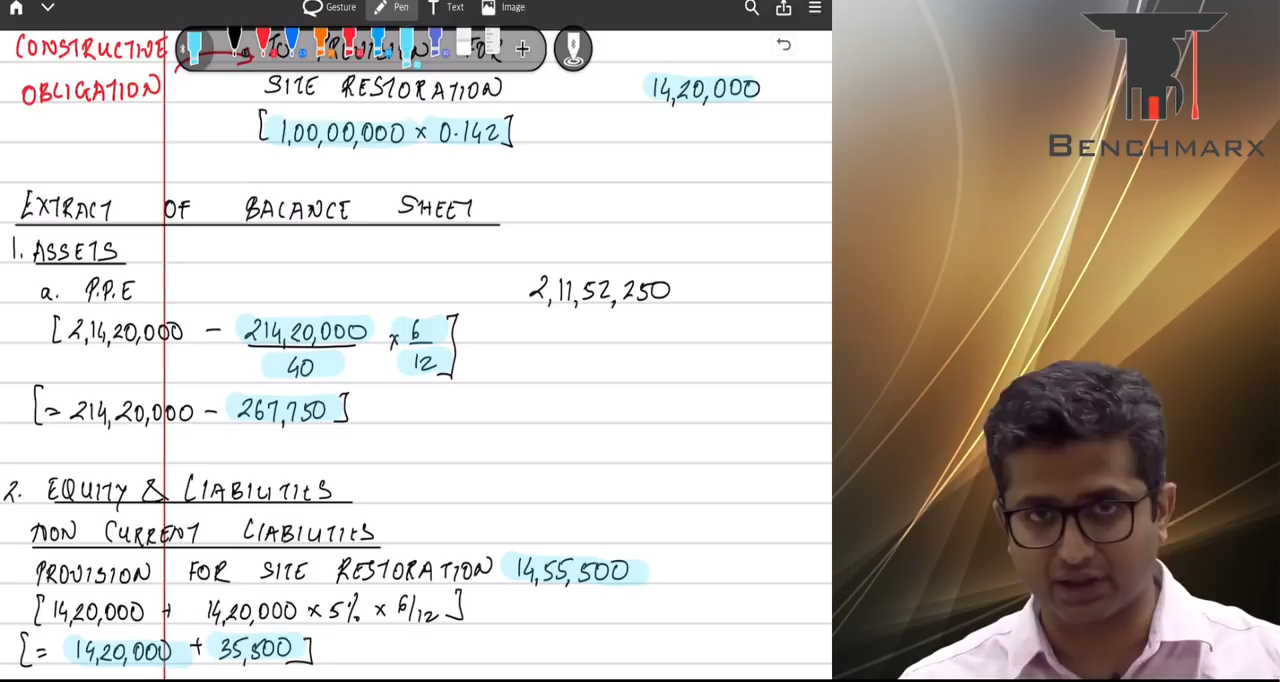 Gesture Pen Text Image
CONSTRUCTIVE
OBLIGATION SITE RESTORATION 14,20,000
[1,00,00,000 × 0.142]
EXTRACT OF BALANCE SHEET
1. ASSETS
a. P.P.E 2,11,52,250
[2,14,20,000 - 214,20,000/40 × 6/12]
[= 214,20,000 - 267,750]
2. EQUITY & LIABILITIES
NON CURRENT LIABILITIES
PROVISION FOR SITE RESTORATION 14,55,500
[14,20,000 + 14,20,000 × 5% × 6/12]
[= 14,20,000 + 35,500]
BENCHMARX